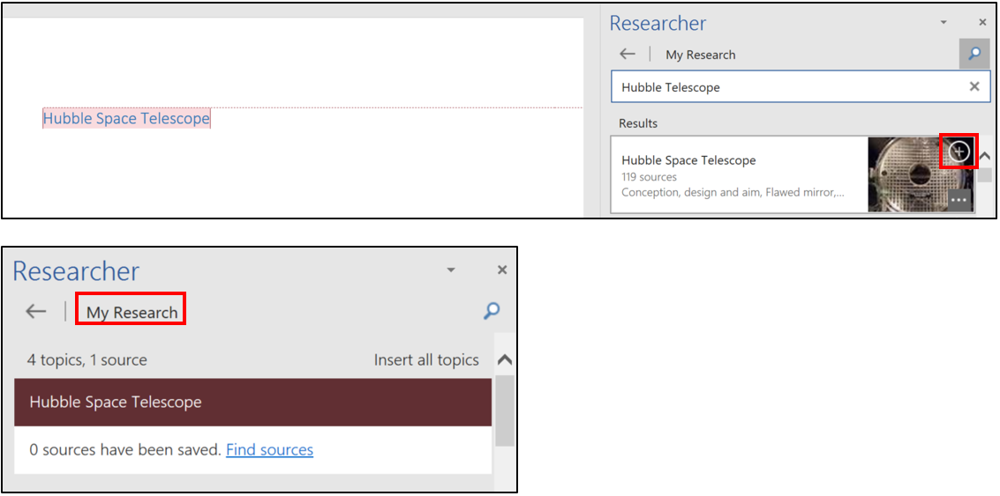 Researcher
My Research
Hubble Telescope
Hubble Space Telescope
Results
Hubble Space Telescope
119 sources
Conception, design and aim, Flawed mirror,...
Researcher
My Research
4 topics, 1 source Insert all topics
Hubble Space Telescope
0 sources have been saved. Find sources